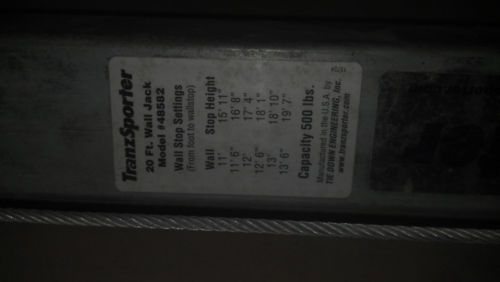 TranzSporter
20 Ft. Wall Jack
Model #48582
Wall Stop Settings
(From foot to wallstop)
Wall Stop Height
11' 15' 11"
11' 6" 16' 8"
12' 17' 4"
12' 6" 18' 1"
13' 18' 10"
13' 6" 19' 7"
Capacity 500 lbs.
Manufactured in the U.S.A. by
TIE DOWN ENGINEERING, Inc.
www.tranzsporter.com